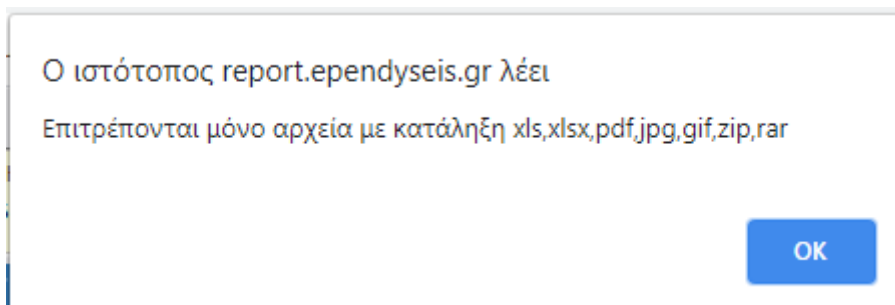 Ο ιστότοπος report.ependyseis.gr λέει
Επιτρέπονται μόνο αρχεία με κατάληξη xls,xlsx,pdf,jpg,gif,zip,rar
OK